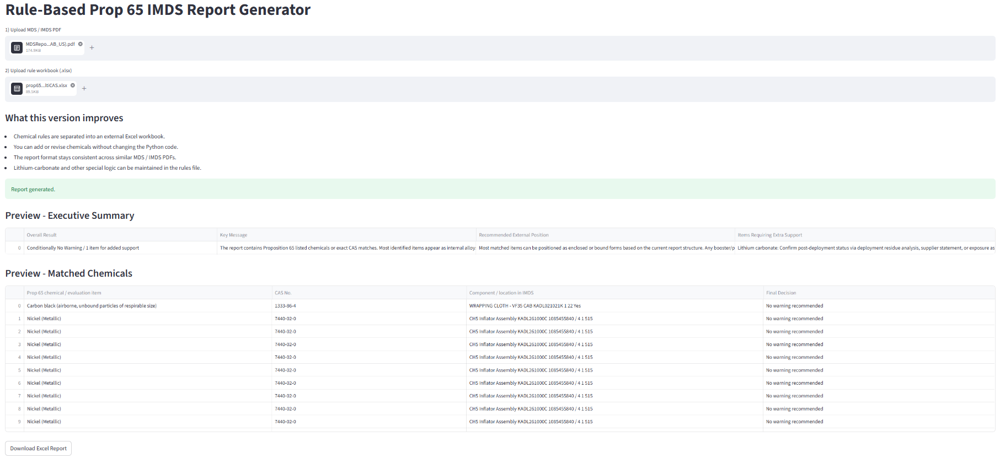 Rule-Based Prop 65 IMDS Report Generator
1) Upload MDS / IMDS PDF
MDSRepo...AB_US).pdf
174.9KB
2) Upload rule workbook (.xlsx)
prop65...ltiCAS.xlsx
89.5KB
What this version improves
Chemical rules are separated into an external Excel workbook.
You can add or revise chemicals without changing the Python code.
The report format stays consistent across similar MDS / IMDS PDFs.
Lithium-carbonate and other special logic can be maintained in the rules file.
Report generated.
Preview - Executive Summary
Overall Result Key Message Recommended External Position Items Requiring Extra Support
0 Conditionally No Warning / 1 item for added support The report contains Proposition 65 listed chemicals or exact CAS matches. Most identified items appear as internal alloy Most matched items can be positioned as enclosed or bound forms based on the current report structure. Any booster/p Lithium carbonate: Confirm post-deployment status via deployment residue analysis, supplier statement, or exposure as
Preview - Matched Chemicals
Prop 65 chemical / evaluation item CAS No. Component / location in IMDS Final Decision
0 Carbon black (airborne, unbound particles of respirable size) 1333-86-4 WRAPPING CLOTH - VF35 CAB KADL021021K 1 22 Yes No warning recommended
1 Nickel (Metallic) 7440-02-0 CH5 Inflator Assembly KADL261000C 1085455840 / 4 1 515 No warning recommended
2 Nickel (Metallic) 7440-02-0 CH5 Inflator Assembly KADL261000C 1085455840 / 4 1 515 No warning recommended
3 Nickel (Metallic) 7440-02-0 CH5 Inflator Assembly KADL261000C 1085455840 / 4 1 515 No warning recommended
4 Nickel (Metallic) 7440-02-0 CH5 Inflator Assembly KADL261000C 1085455840 / 4 1 515 No warning recommended
5 Nickel (Metallic) 7440-02-0 CH5 Inflator Assembly KADL261000C 1085455840 / 4 1 515 No warning recommended
6 Nickel (Metallic) 7440-02-0 CH5 Inflator Assembly KADL261000C 1085455840 / 4 1 515 No warning recommended
7 Nickel (Metallic) 7440-02-0 CH5 Inflator Assembly KADL261000C 1085455840 / 4 1 515 No warning recommended
8 Nickel (Metallic) 7440-02-0 CH5 Inflator Assembly KADL261000C 1085455840 / 4 1 515 No warning recommended
9 Nickel (Metallic) 7440-02-0 CH5 Inflator Assembly KADL261000C 1085455840 / 4 1 515 No warning recommended
Download Excel Report